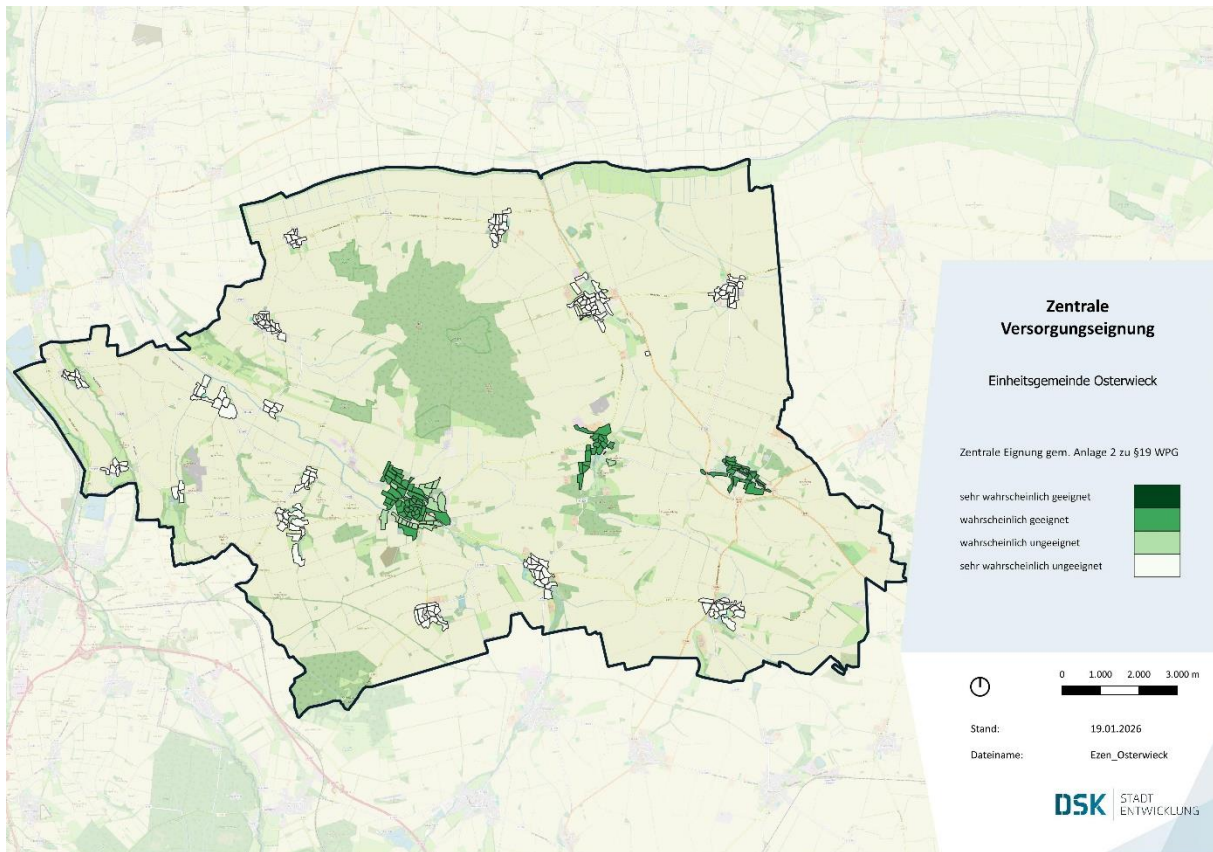 Zentrale
Versorgungseignung
Einheitsgemeinde Osterwieck
Zentrale Eignung gem. Anlage 2 zu §19 WPG
sehr wahrscheinlich geeignet
wahrscheinlich geeignet
wahrscheinlich ungeeignet
sehr wahrscheinlich ungeeignet
0 1.000 2.000 3.000 m
Stand: 19.01.2026
Dateiname: Ezen_Osterwieck
DSK STADT
ENTWICKLUNG